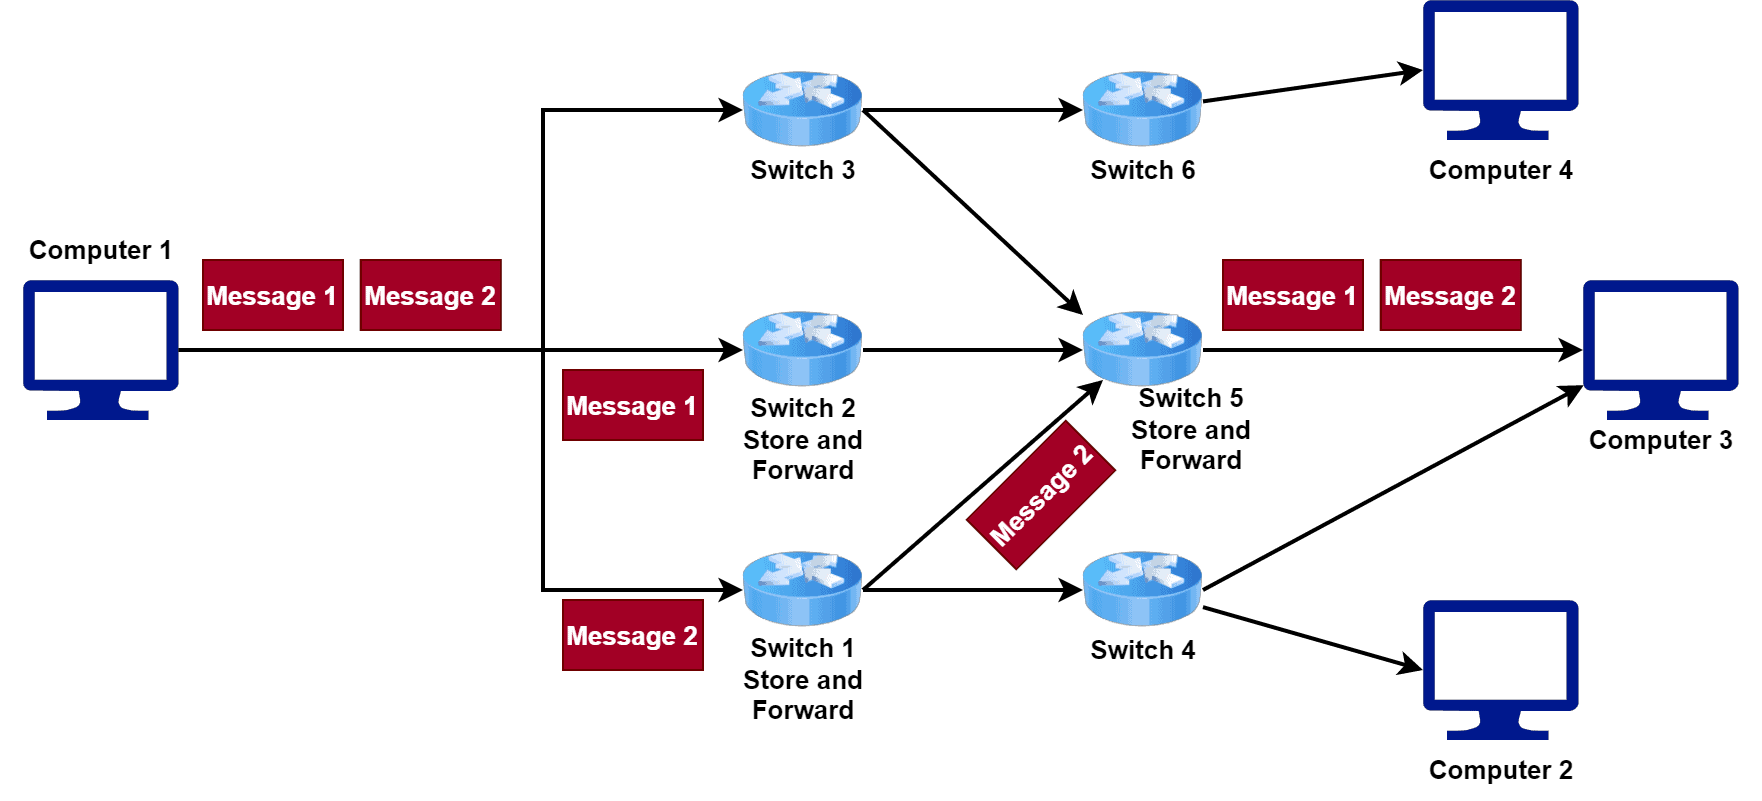 Switch 3
Switch 6
Computer 4
Computer 1
Message 1
Message 2
Message 1
Message 2
Message 1
Switch 2
Store and
Forward
Switch 5
Store and
Forward
Computer 3
Message 2
Message 2
Switch 1
Store and
Forward
Switch 4
Computer 2